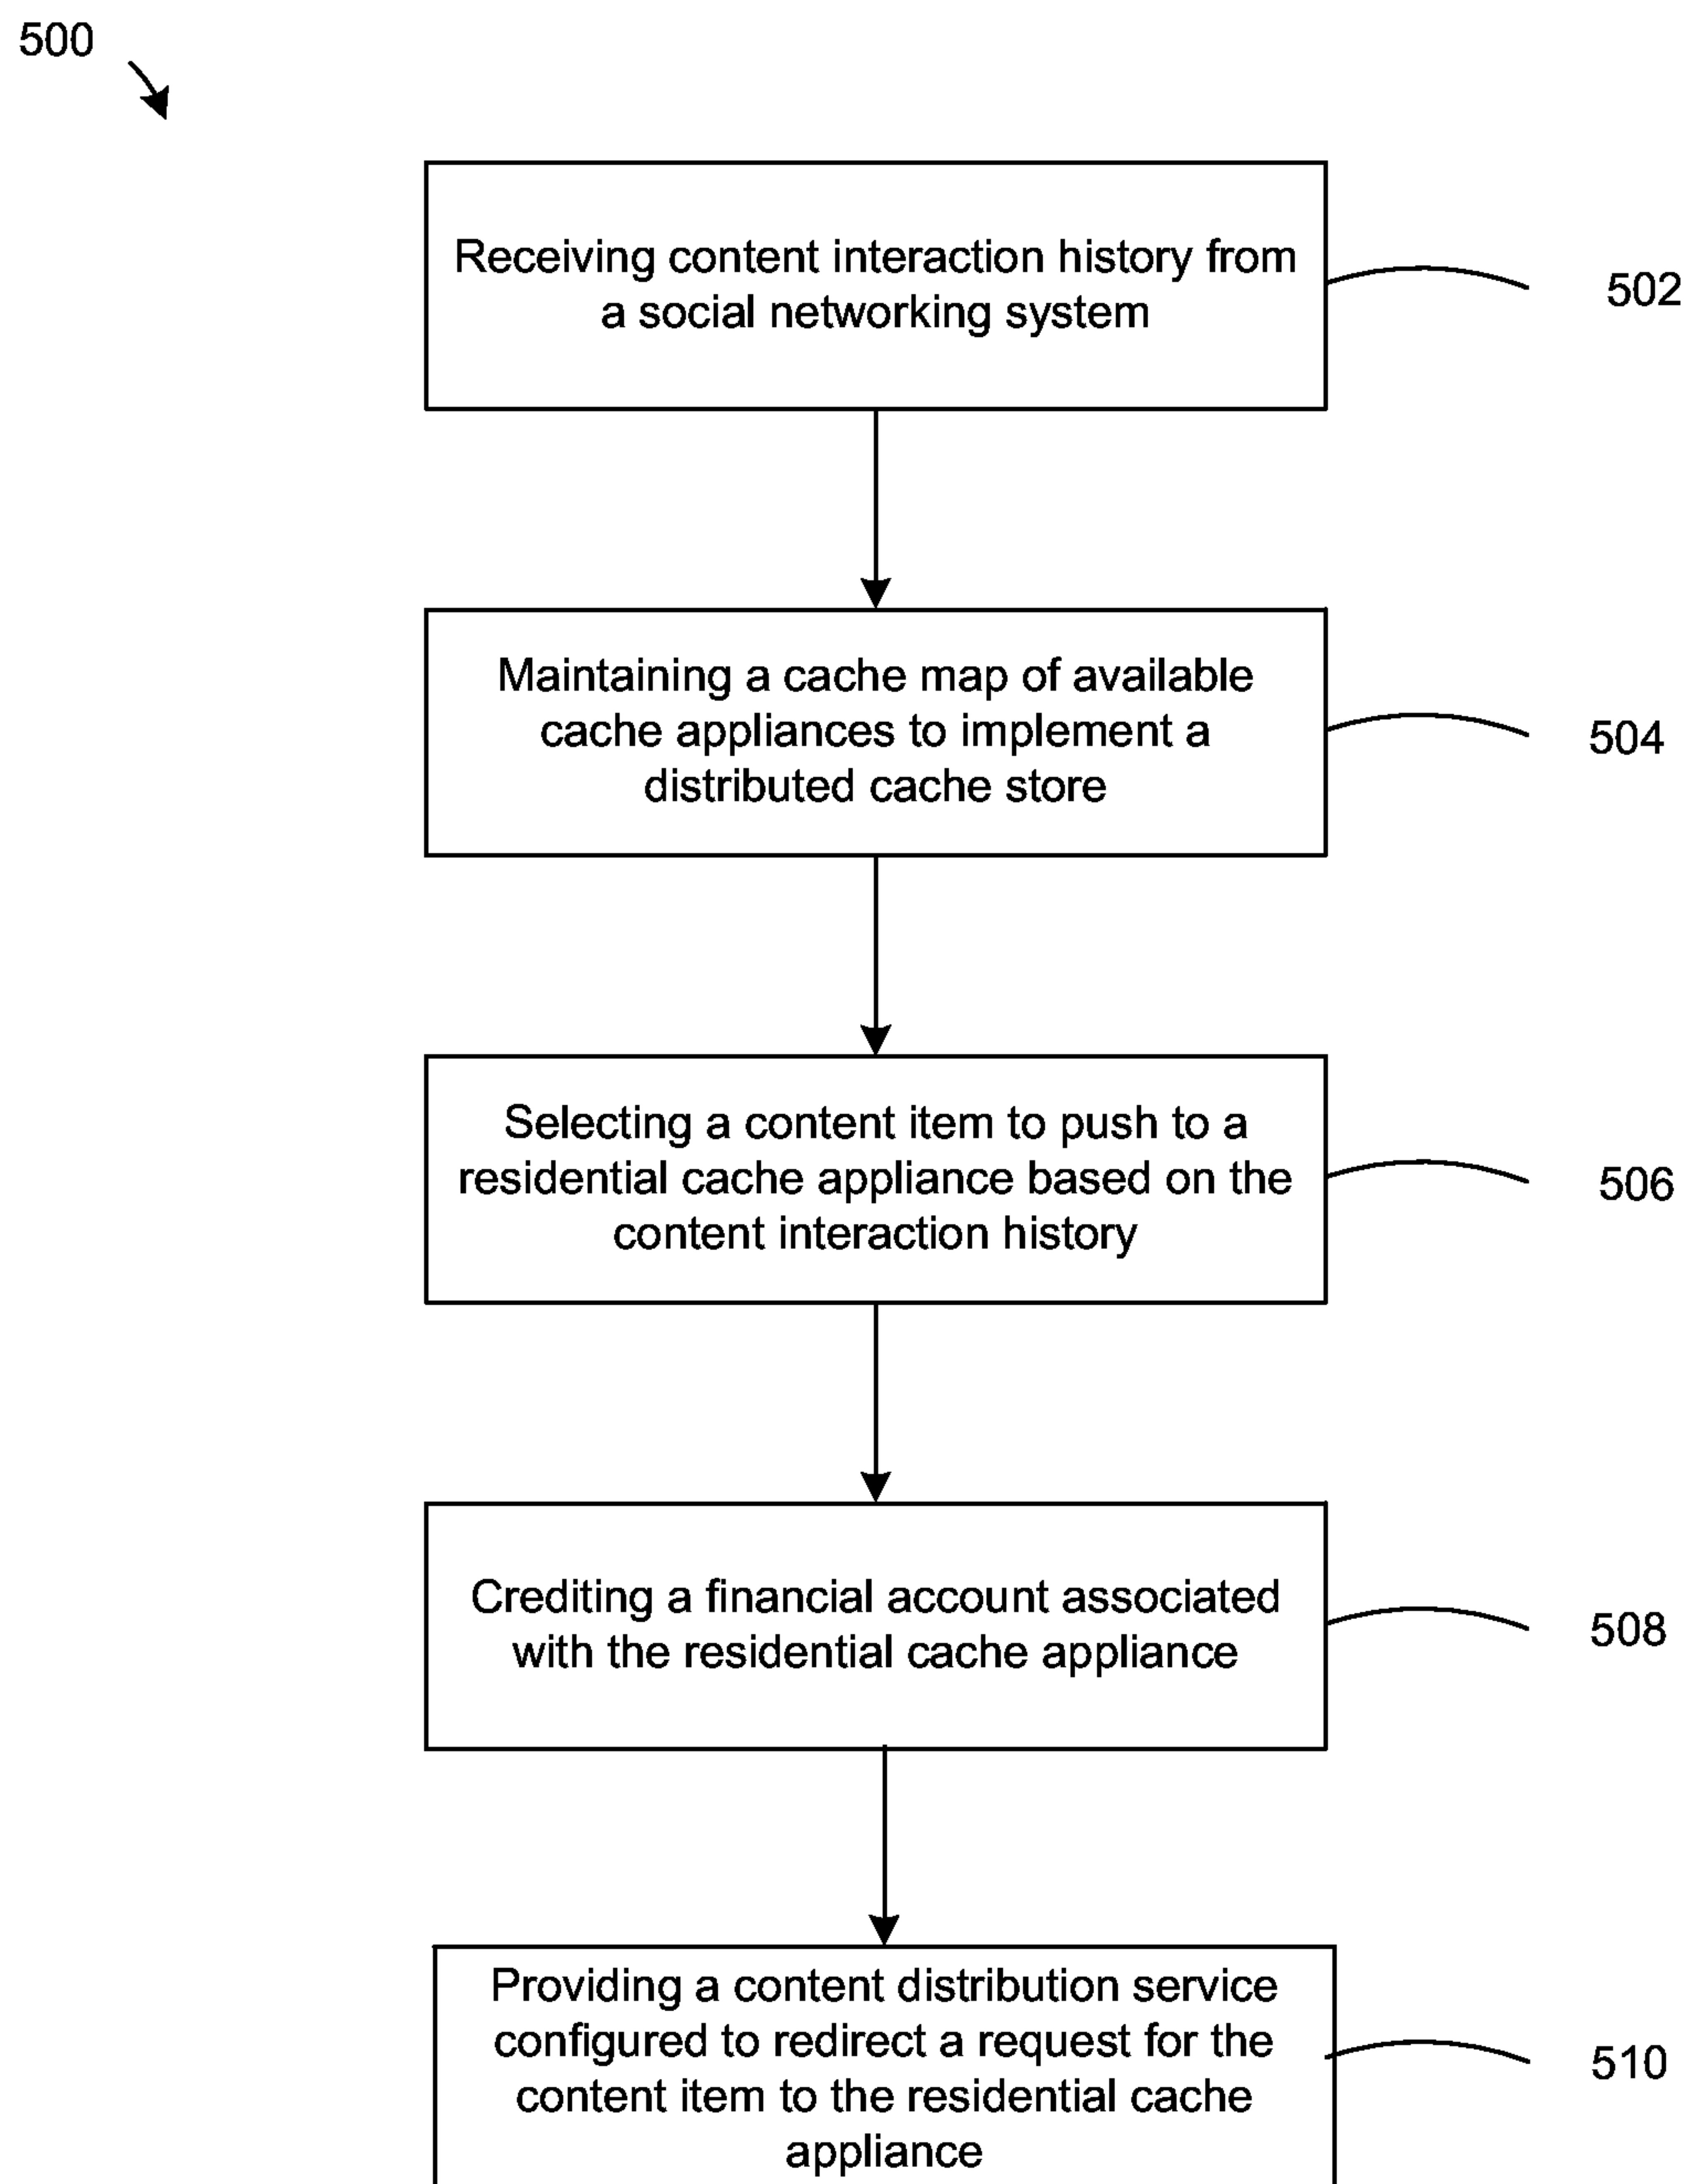 500
Receiving content interaction history from
a social networking system
502
Maintaining a cache map of available
cache appliances to implement a
distributed cache store
504
Selecting a content item to push to a
residential cache appliance based on the
content interaction history
506
Crediting a financial account associated
with the residential cache appliance
508
Providing a content distribution service
configured to redirect a request for the
content item to the residential cache
appliance
510